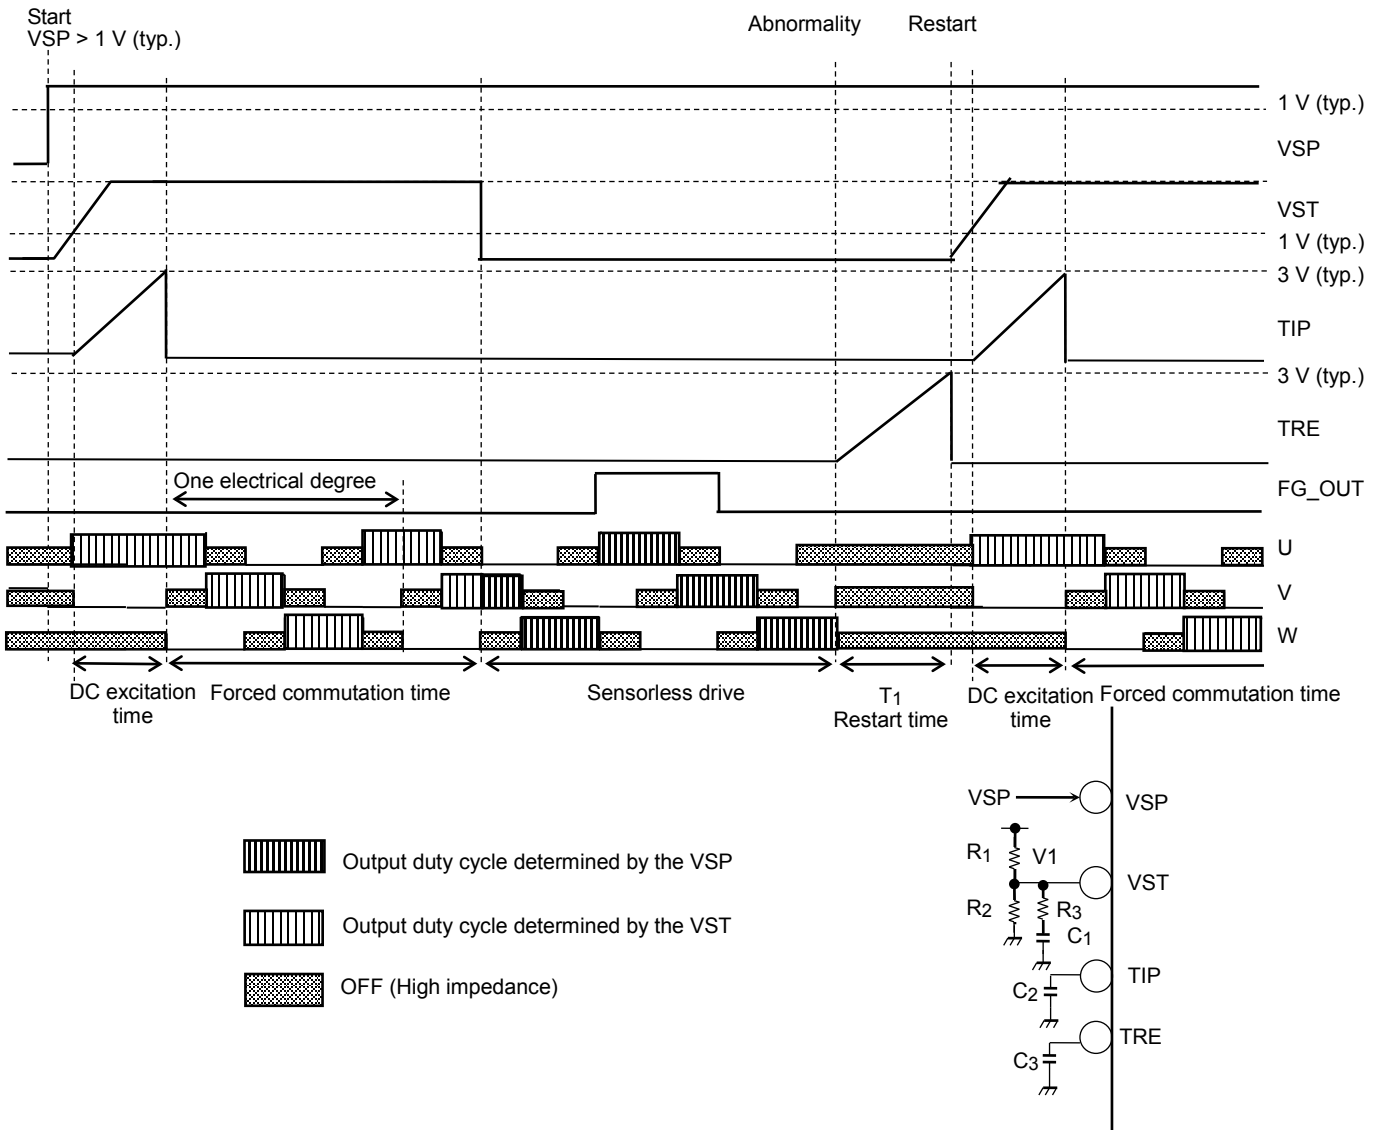 Start
VSP > 1 V (typ.)
Abnormality
Restart
1 V (typ.)
VSP
VST
1 V (typ.)
3 V (typ.)
TIP
3 V (typ.)
TRE
One electrical degree
FG_OUT
U
V
W
DC excitation
time
Forced commutation time
Sensorless drive
T1
Restart time
DC excitation
time
Forced commutation time
VSP
VSP
R1
V1
VST
R2
R3
C1
TIP
C2
TRE
C3
Output duty cycle determined by the VSP
Output duty cycle determined by the VST
OFF (High impedance)